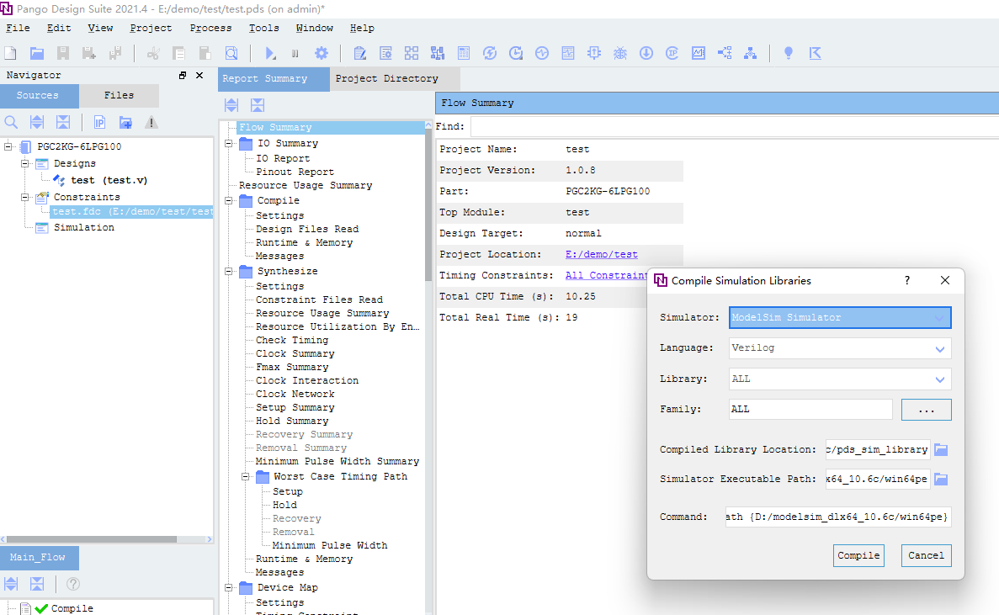 Pango Design Suite 2021.4 - E:/demo/test/test.pds (on admin)*
File Edit View Project Process Tools Window Help
Navigator
Sources Files
PGC2KG-6LPG100
Designs
test (test.v)
Constraints
test.fdc (E:/demo/test/test
Simulation
Main_Flow
Compile
Report Summary Project Directory
Flow Summary
IO Summary
IO Report
Pinout Report
Resource Usage Summary
Compile
Settings
Design Files Read
Runtime & Memory
Messages
Synthesize
Settings
Constraint Files Read
Resource Usage Summary
Resource Utilization By En...
Check Timing
Clock Summary
Fmax Summary
Clock Interaction
Clock Network
Setup Summary
Hold Summary
Recovery Summary
Removal Summary
Minimum Pulse Width Summary
Worst Case Timing Path
Setup
Hold
Recovery
Removal
Minimum Pulse Width
Runtime & Memory
Messages
Device Map
Settings
Timing Constraint
Flow Summary
Find:
Project Name: test
Project Version: 1.0.8
Part: PGC2KG-6LPG100
Top Module: test
Design Target: normal
Project Location: E:/demo/test
Timing Constraints: All Constraint
Total CPU Time (s): 10.25
Total Real Time (s): 19
Compile Simulation Libraries ?
Simulator: ModelSim Simulator
Language: Verilog
Library: ALL
Family: ALL ...
Compiled Library Location: c/pds_sim_library
Simulator Executable Path: x64_10.6c/win64pe
Command: ath {D:/modelsim_dlx64_10.6c/win64pe}
Compile Cancel